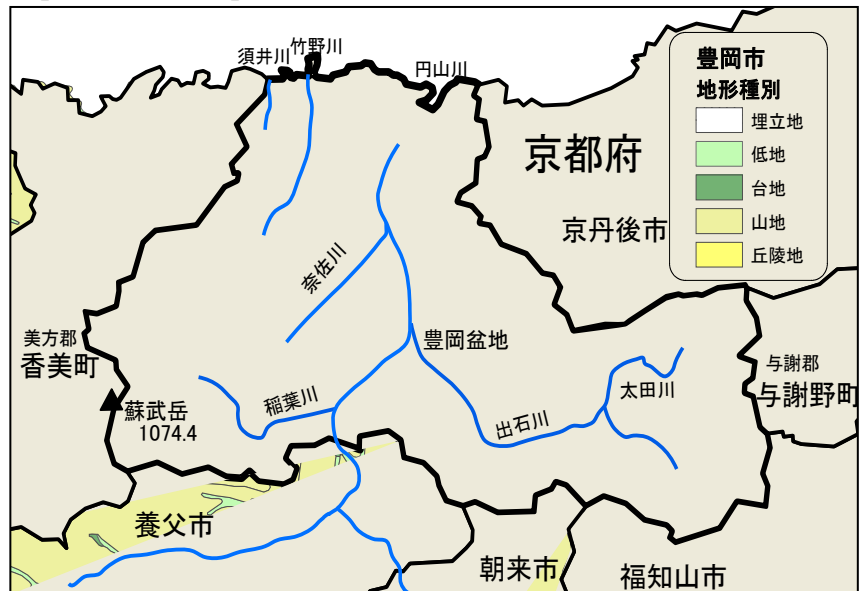 須井川
竹野川
円山川
豊岡市
地形種別
埋立地
低地
台地
山地
丘陵地
京都府
京丹後市
奈佐川
豊岡盆地
美方郡
香美町
蘇武岳
1074.4
稲葉川
出石川
太田川
与謝郡
与謝野町
養父市
朝来市
福知山市